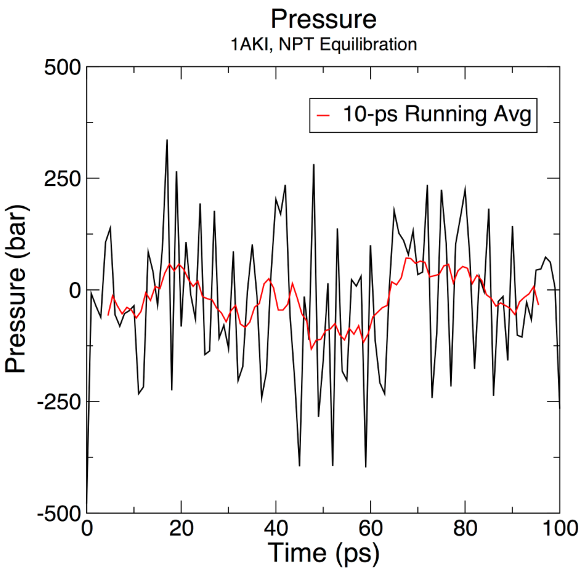 Pressure
1AKI, NPT Equilibration
500
10-ps Running Avg
250
Pressure (bar)
0
-250
-500
0 20 40 60 80 100
Time (ps)